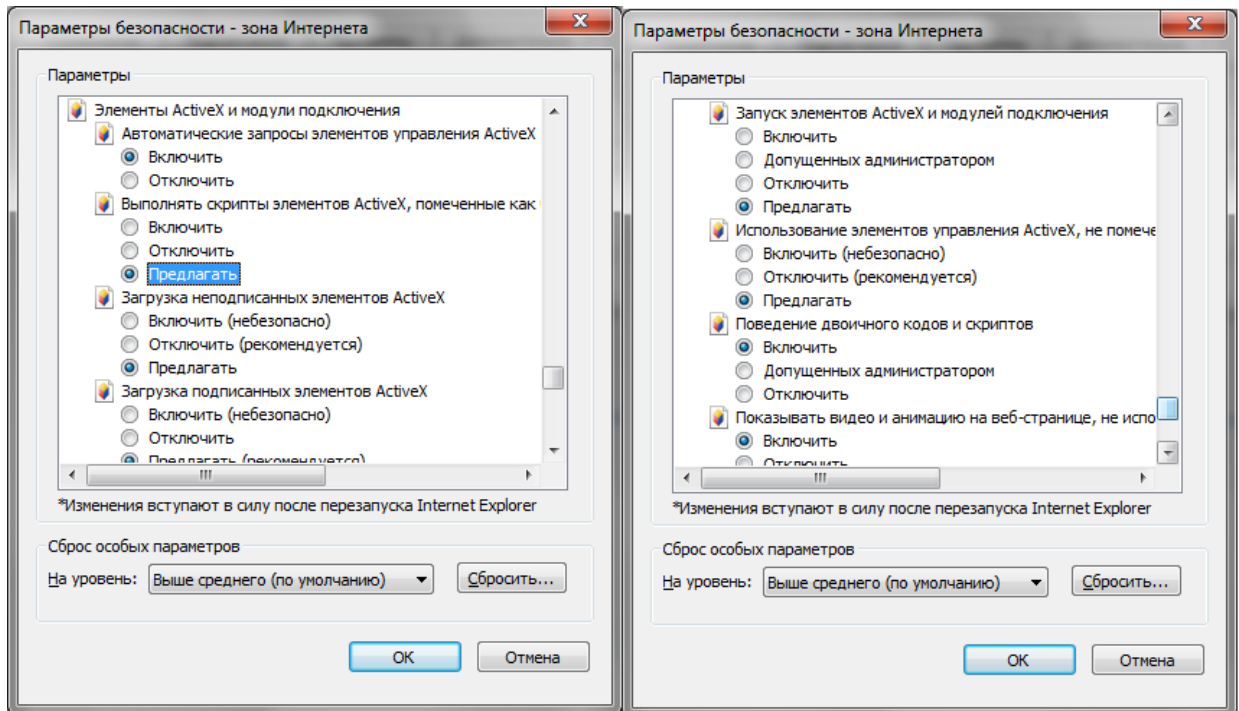 Параметры безопасности - зона Интернета
Параметры
Элементы ActiveX и модули подключения
Автоматические запросы элементов управления ActiveX
Включить
Отключить
Выполнять скрипты элементов ActiveX, помеченные как
Включить
Отключить
Предлагать
Загрузка неподписанных элементов ActiveX
Включить (небезопасно)
Отключить (рекомендуется)
Предлагать
Загрузка подписанных элементов ActiveX
Включить (небезопасно)
Отключить
Предлагать (рекомендуется)
*Изменения вступают в силу после перезапуска Internet Explorer
Сброс особых параметров
На уровень: Выше среднего (по умолчанию) Сбросить...
ОК Отмена
Параметры безопасности - зона Интернета
Параметры
Запуск элементов ActiveX и модулей подключения
Включить
Допущенных администратором
Отключить
Предлагать
Использование элементов управления ActiveX, не помече
Включить (небезопасно)
Отключить (рекомендуется)
Предлагать
Поведение двоичного кодов и скриптов
Включить
Допущенных администратором
Отключить
Показывать видео и анимацию на веб-странице, не испо
Включить
Отключить
*Изменения вступают в силу после перезапуска Internet Explorer
Сброс особых параметров
На уровень: Выше среднего (по умолчанию) Сбросить...
ОК Отмена